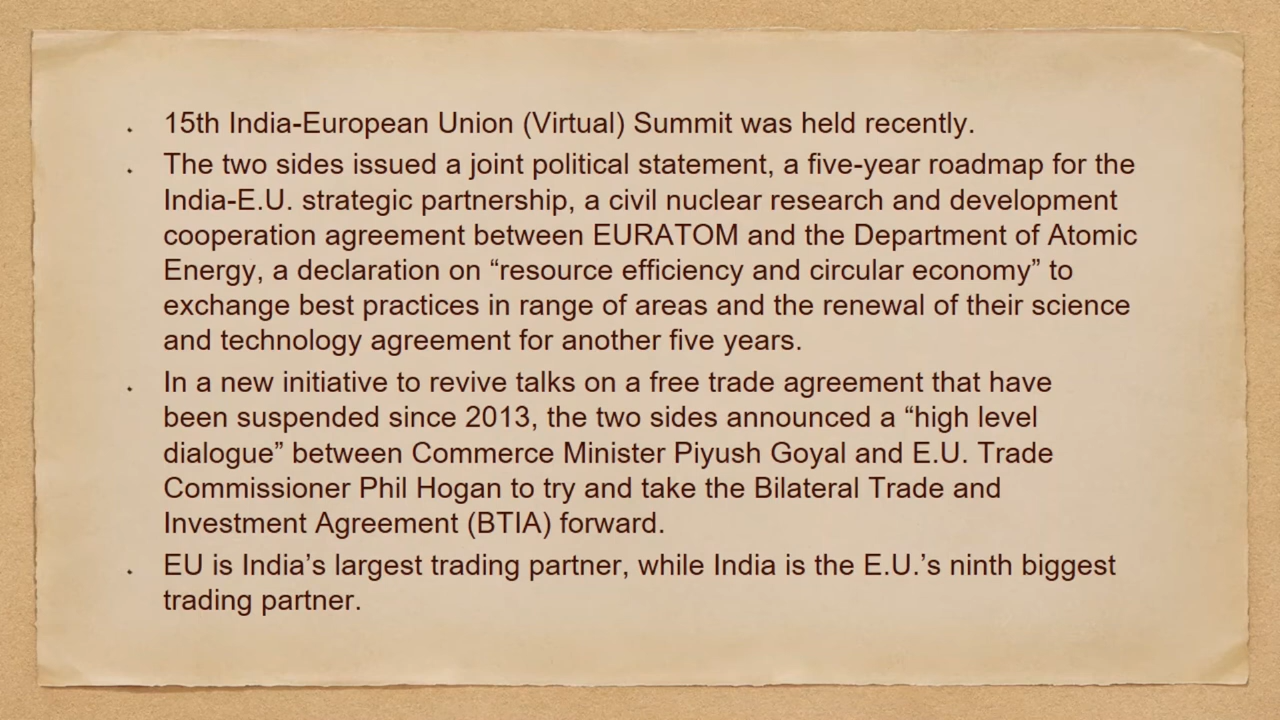 . 15th India-European Union (Virtual) Summit was held recently.
. The two sides issued a joint political statement, a five-year roadmap for the
India-E.U. strategic partnership, a civil nuclear research and development
cooperation agreement between EURATOM and the Department of Atomic
Energy, a declaration on “resource efficiency and circular economy” to
exchange best practices in range of areas and the renewal of their science
and technology agreement for another five years.
. In a new initiative to revive talks on a free trade agreement that have
been suspended since 2013, the two sides announced a “high level
dialogue” between Commerce Minister Piyush Goyal and E.U. Trade
Commissioner Phil Hogan to try and take the Bilateral Trade and
Investment Agreement (BTIA) forward.
. EU is India’s largest trading partner, while India is the E.U.’s ninth biggest
trading partner.